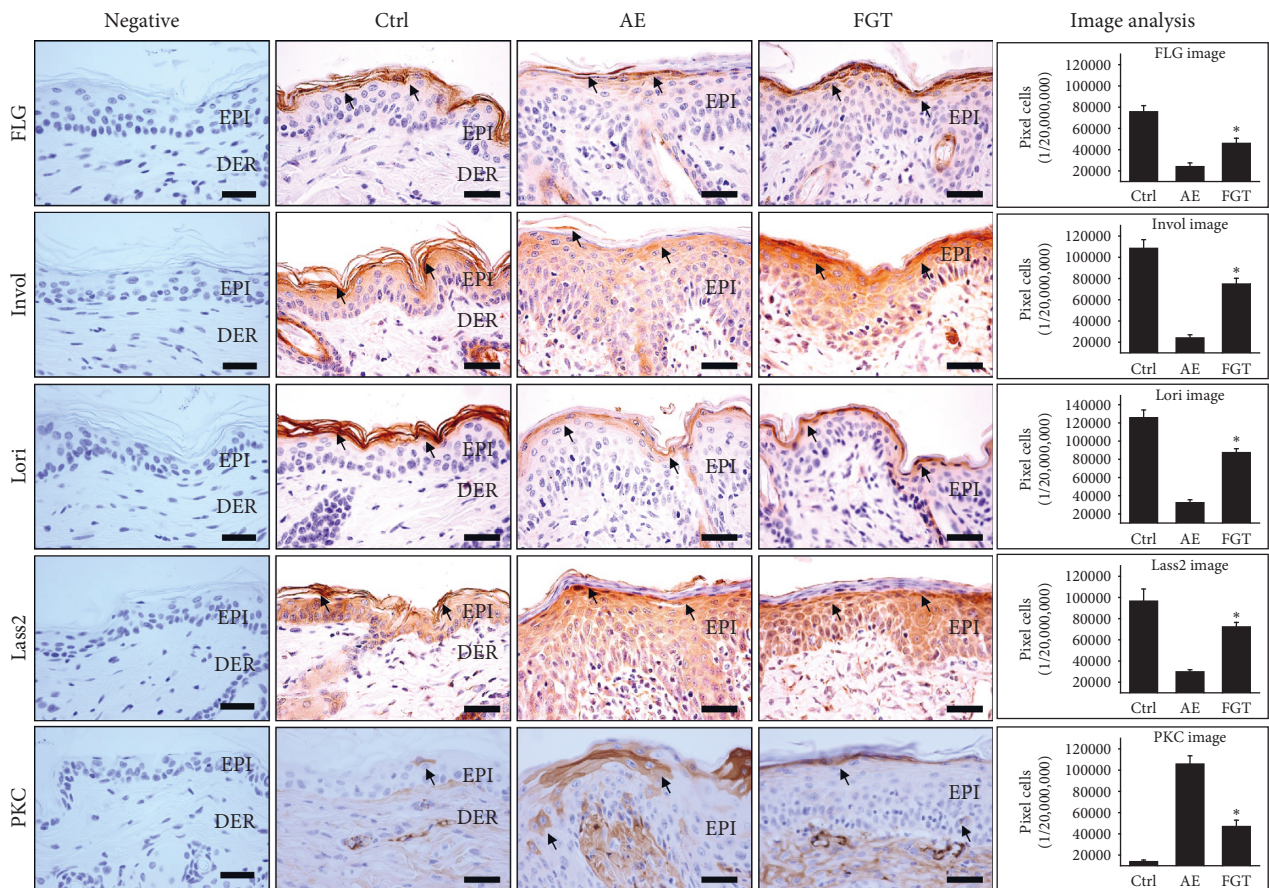 Negative Ctrl AE FGT Image analysis
FLG
EPI
DER
EPI
DER
EPI
EPI
FLG image
Pixel cells
(1/20,000,000)
120000
100000
80000
60000
40000
20000
*
Ctrl AE FGT
Invol
EPI
DER
EPI
DER
EPI
EPI
Invol image
Pixel cells
(1/20,000,000)
120000
100000
80000
60000
40000
20000
*
Ctrl AE FGT
Lori
EPI
DER
EPI
DER
EPI
EPI
Lori image
Pixel cells
(1/20,000,000)
140000
120000
100000
80000
60000
40000
20000
*
Ctrl AE FGT
Lass2
EPI
DER
EPI
DER
EPI
EPI
Lass2 image
Pixel cells
(1/20,000,000)
120000
100000
80000
60000
40000
20000
*
Ctrl AE FGT
PKC
EPI
DER
EPI
DER
EPI
EPI
PKC image
Pixel cells
(1/20,000,000)
120000
100000
80000
60000
40000
20000
*
Ctrl AE FGT